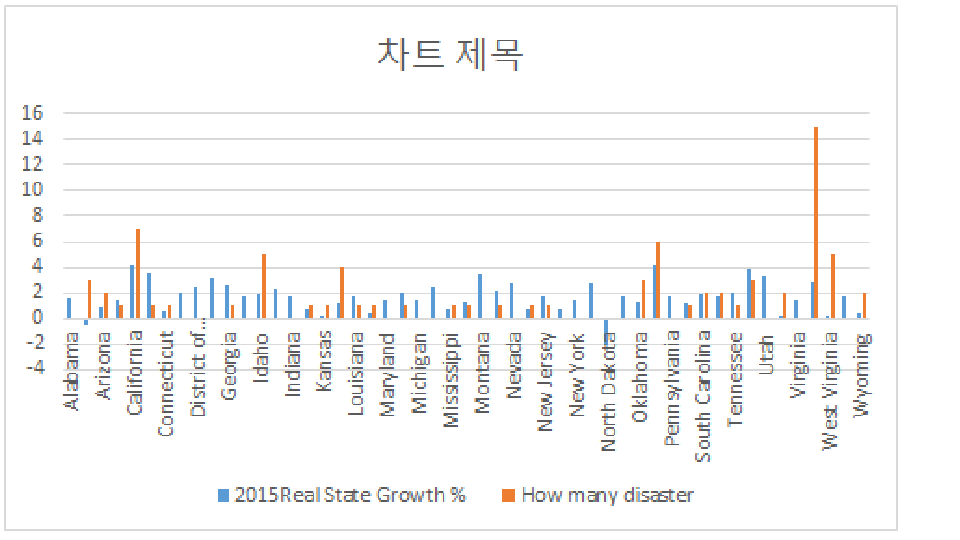 차트 제목
16
14
12
10
8
6
4
2
0
-2
-4
Alabama
Arizona
California
Connecticut
District of…
Georgia
Idaho
Indiana
Kansas
Louisiana
Maryland
Michigan
Mississippi
Montana
Nevada
New Jersey
New York
North Dakota
Oklahoma
Pennsylvania
South Carolina
Tennessee
Utah
Virginia
West Virginia
Wyoming
2015Real State Growth %
How many disaster